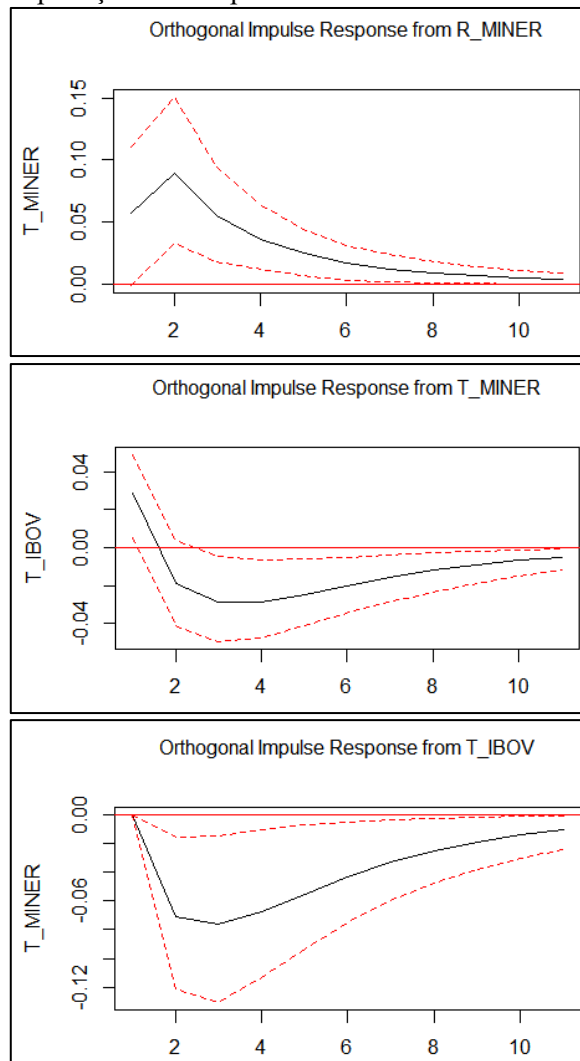 Orthogonal Impulse Response from R_MINER
T_MINER
0.00 0.05 0.10 0.15
2 4 6 8 10
Orthogonal Impulse Response from T_MINER
T_IBOV
-0.04 0.00 0.04
2 4 6 8 10
Orthogonal Impulse Response from T_IBOV
T_MINER
-0.12 -0.06 0.00
2 4 6 8 10